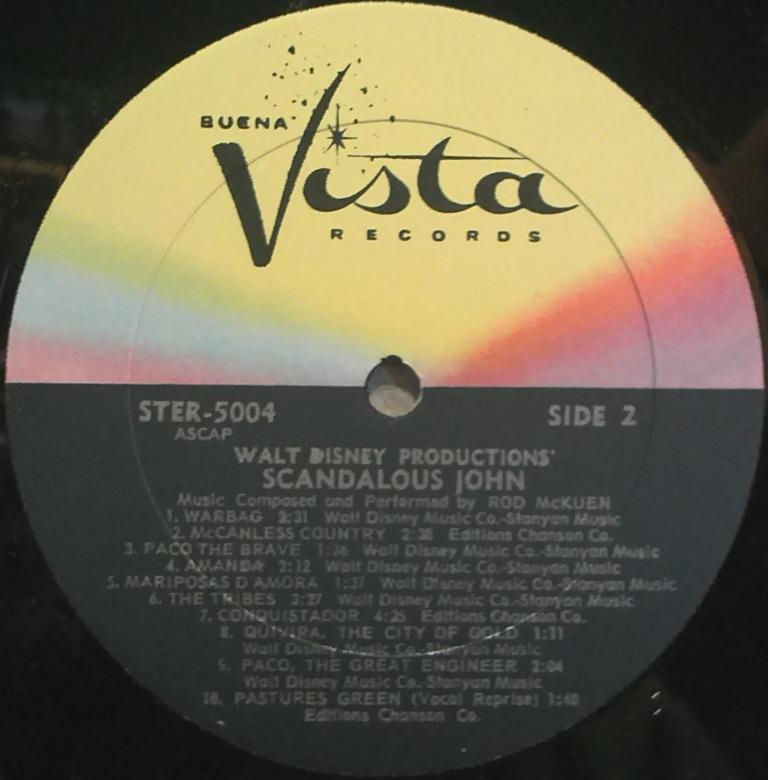 BUENA
Vista
RECORDS
STER-5004
SIDE 2
ASCAP
WALT DISNEY PRODUCTIONS'
SCANDALOUS JOHN
Music Composed and Performed by ROD McKUEN
1. WARBAG 2:31 Walt Disney Music Co.-Stanyan Music
2. McCANLESS COUNTRY 2:28 Editions Chanson Co.
3. PACO THE BRAVE 1:36 Walt Disney Music Co.-Stanyan Music
4. AMANDA 2:12 Walt Disney Music Co.-Stanyan Music
5. MARIPOSAS D AMORA 1:37 Walt Disney Music Co.-Stanyan Music
6. THE TRIBES 3:27 Walt Disney Music Co.-Stanyan Music
7. CONQUISTADOR 4:25 Editions Chanson Co.
8. QUIVIRA, THE CITY OF GOLD 1:11
Walt Disney Music Co.-Stanyan Music
9. PACO, THE GREAT ENGINEER 2:04
Walt Disney Music Co.-Stanyan Music
10. PASTURES GREEN (Vocal Reprise) 1:40
Editions Chanson Co.